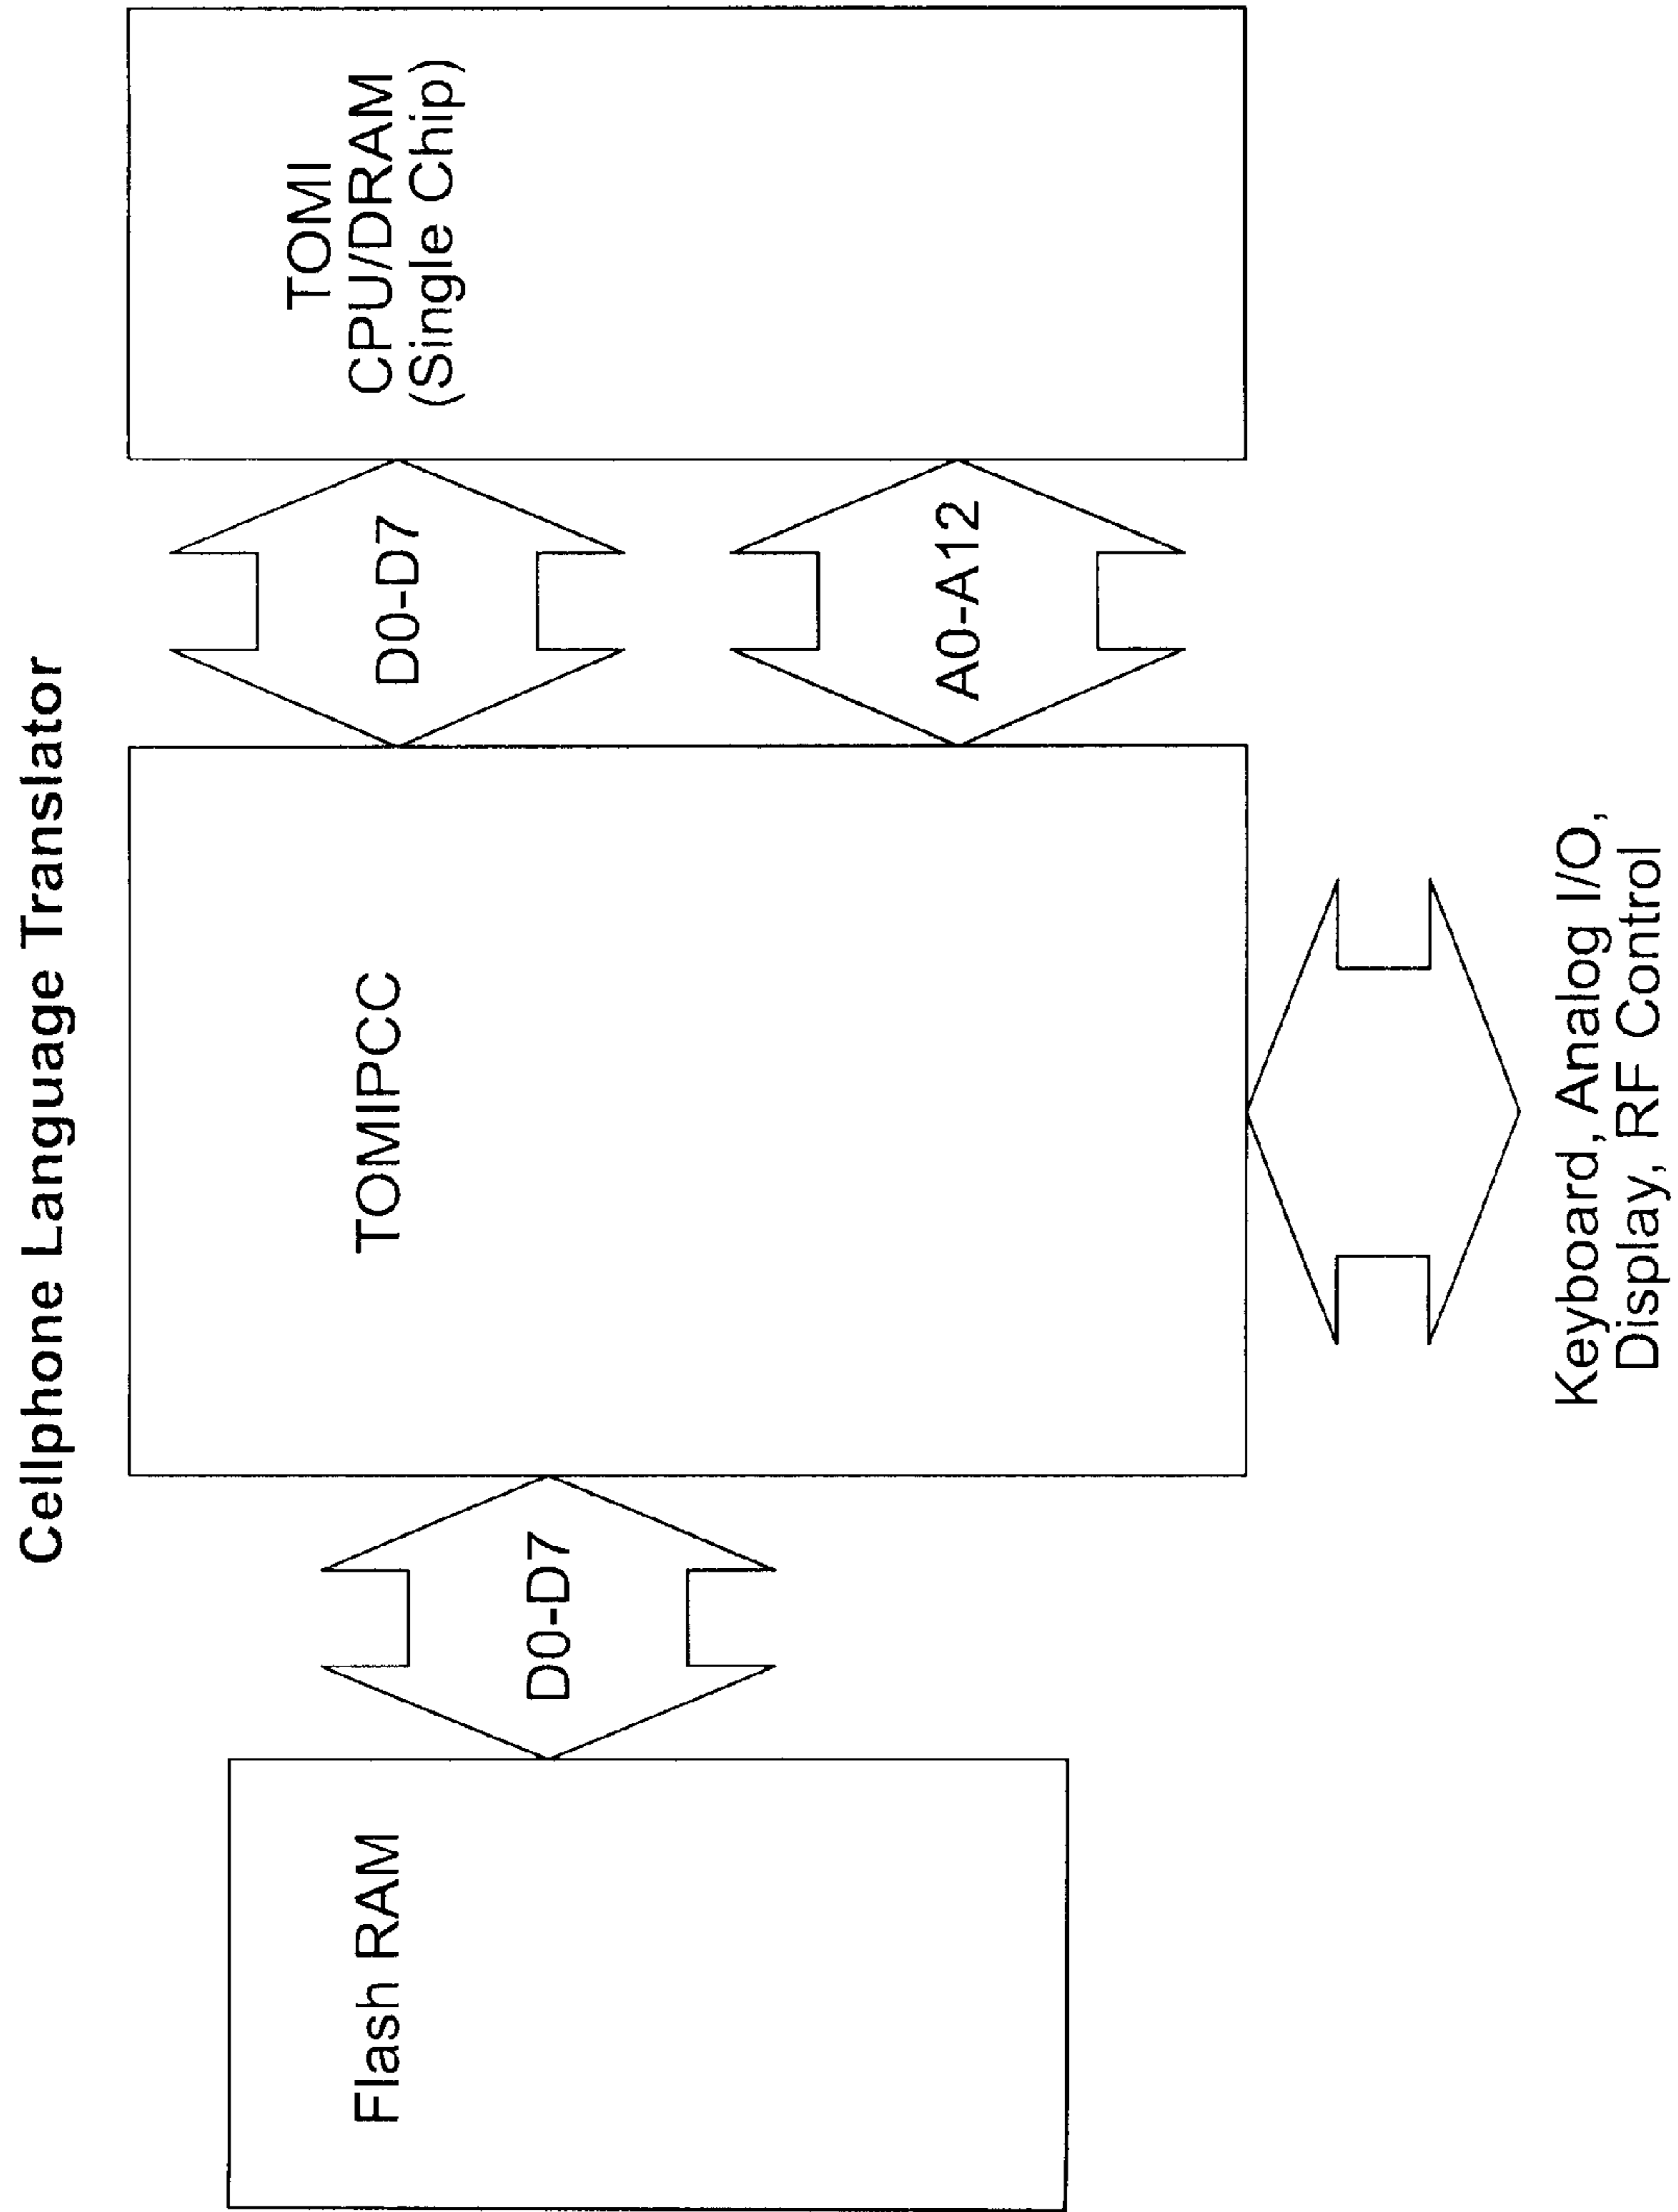 Cellphone Language Translator
Flash RAM
D0-D7
TOMIPCC
D0-D7
A0-A12
TOMI
CPU/DRAM
(Single Chip)
Keyboard, Analog I/O,
Display, RF Control